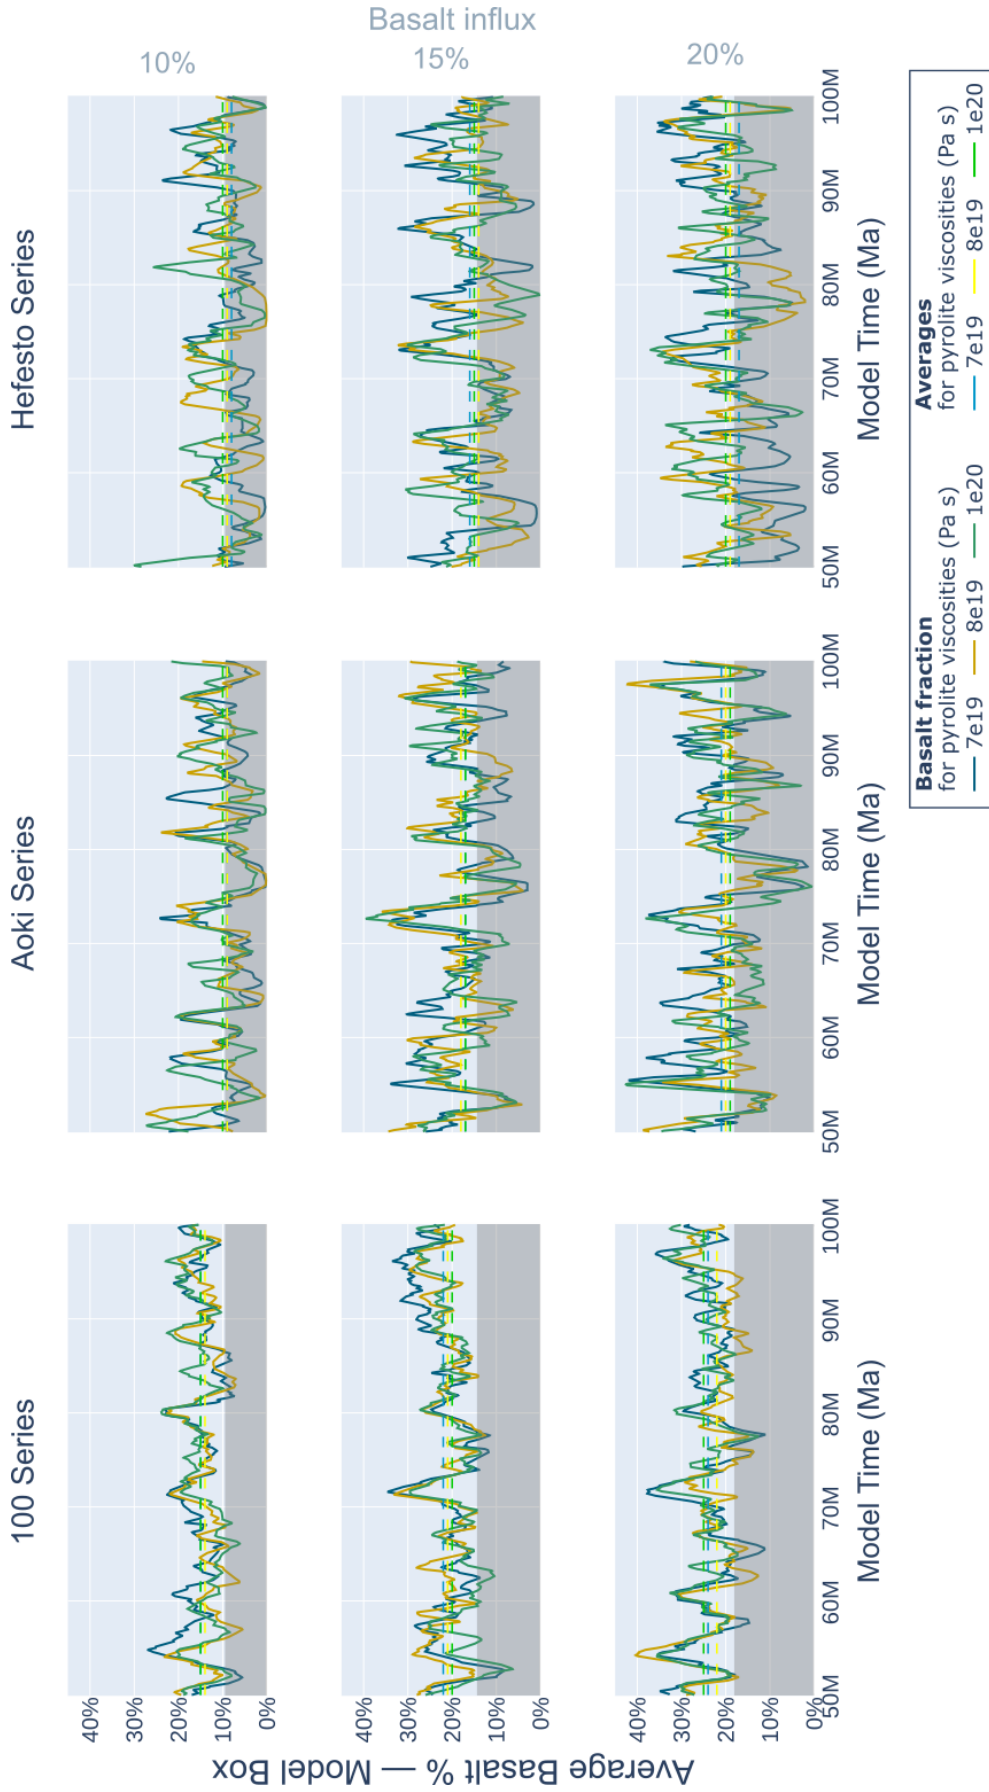 100 Series
Aoki Series
Hefesto Series
Basalt influx
10%
15%
20%
Average Basalt % — Model Box
40%
30%
20%
10%
0%
40%
30%
20%
10%
0%
40%
30%
20%
10%
0%
50M 60M 70M 80M 90M 100M
50M 60M 70M 80M 90M 100M
50M 60M 70M 80M 90M 100M
Model Time (Ma)
Model Time (Ma)
Model Time (Ma)
Basalt fraction
for pyrolite viscosities (Pa s)
7e19 8e19 1e20
Averages
for pyrolite viscosities (Pa s)
7e19 8e19 1e20